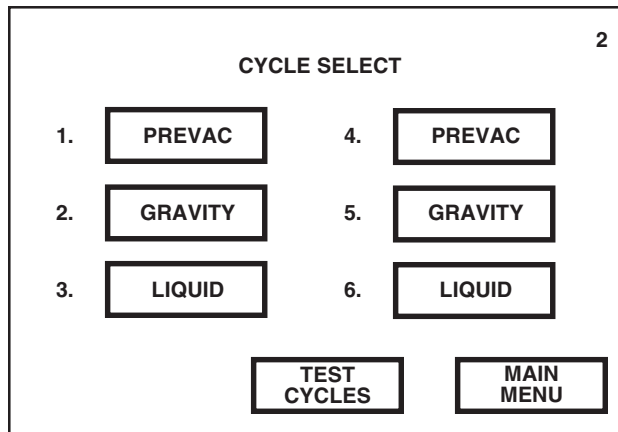 2
CYCLE SELECT
1. PREVAC 4. PREVAC
2. GRAVITY 5. GRAVITY
3. LIQUID 6. LIQUID
TEST CYCLES MAIN MENU